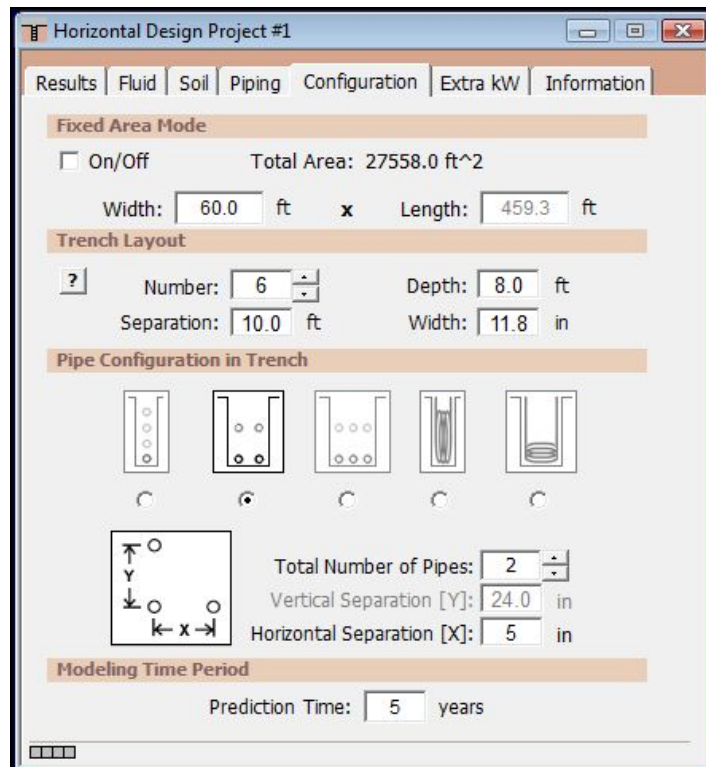 Horizontal Design Project #1
Results Fluid Soil Piping Configuration Extra kW Information
Fixed Area Mode
On/Off Total Area: 27558.0 ft^2
Width: 60.0 ft x Length: 459.3 ft
Trench Layout
? Number: 6 Depth: 8.0 ft
Separation: 10.0 ft Width: 11.8 in
Pipe Configuration in Trench
Y
X
Total Number of Pipes: 2
Vertical Separation [Y]: 24.0 in
Horizontal Separation [X]: 5 in
Modeling Time Period
Prediction Time: 5 years